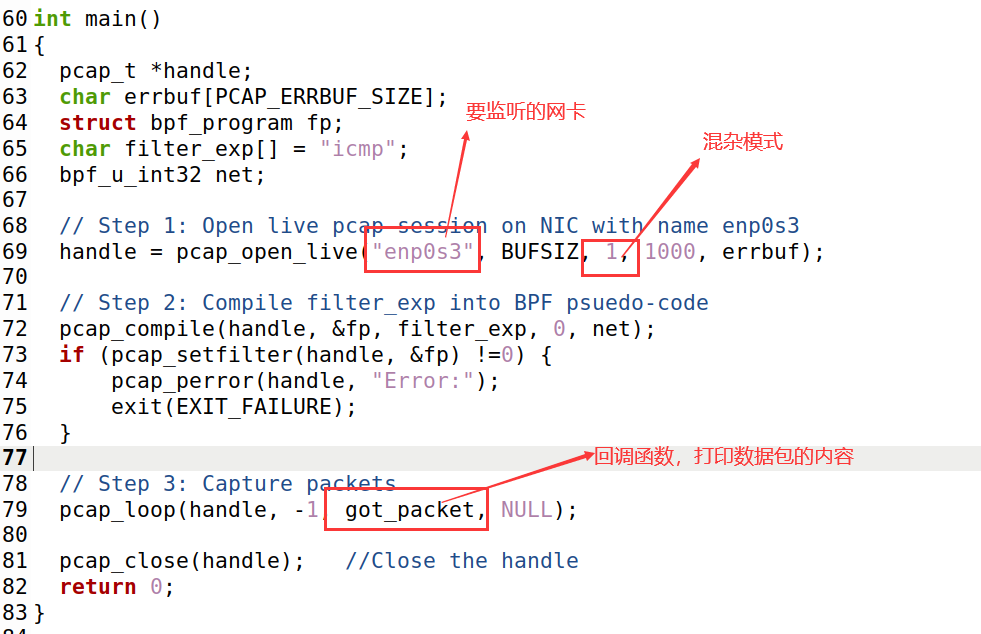 60 int main()
61 {
62   pcap_t *handle;
63   char errbuf[PCAP_ERRBUF_SIZE];
要监听的网卡
64   struct bpf_program fp;
65   char filter_exp[] = "icmp";
混杂模式
66   bpf_u_int32 net;
67
68   // Step 1: Open live pcap session on NIC with name enp0s3
69   handle = pcap_open_live("enp0s3", BUFSIZ, 1, 1000, errbuf);
70
71   // Step 2: Compile filter_exp into BPF psuedo-code
72   pcap_compile(handle, &fp, filter_exp, 0, net);
73   if (pcap_setfilter(handle, &fp) !=0) {
74       pcap_perror(handle, "Error:");
75       exit(EXIT_FAILURE);
76   }
77
回调函数，打印数据包的内容
78   // Step 3: Capture packets
79   pcap_loop(handle, -1, got_packet, NULL);
80
81   pcap_close(handle);   //Close the handle
82   return 0;
83 }